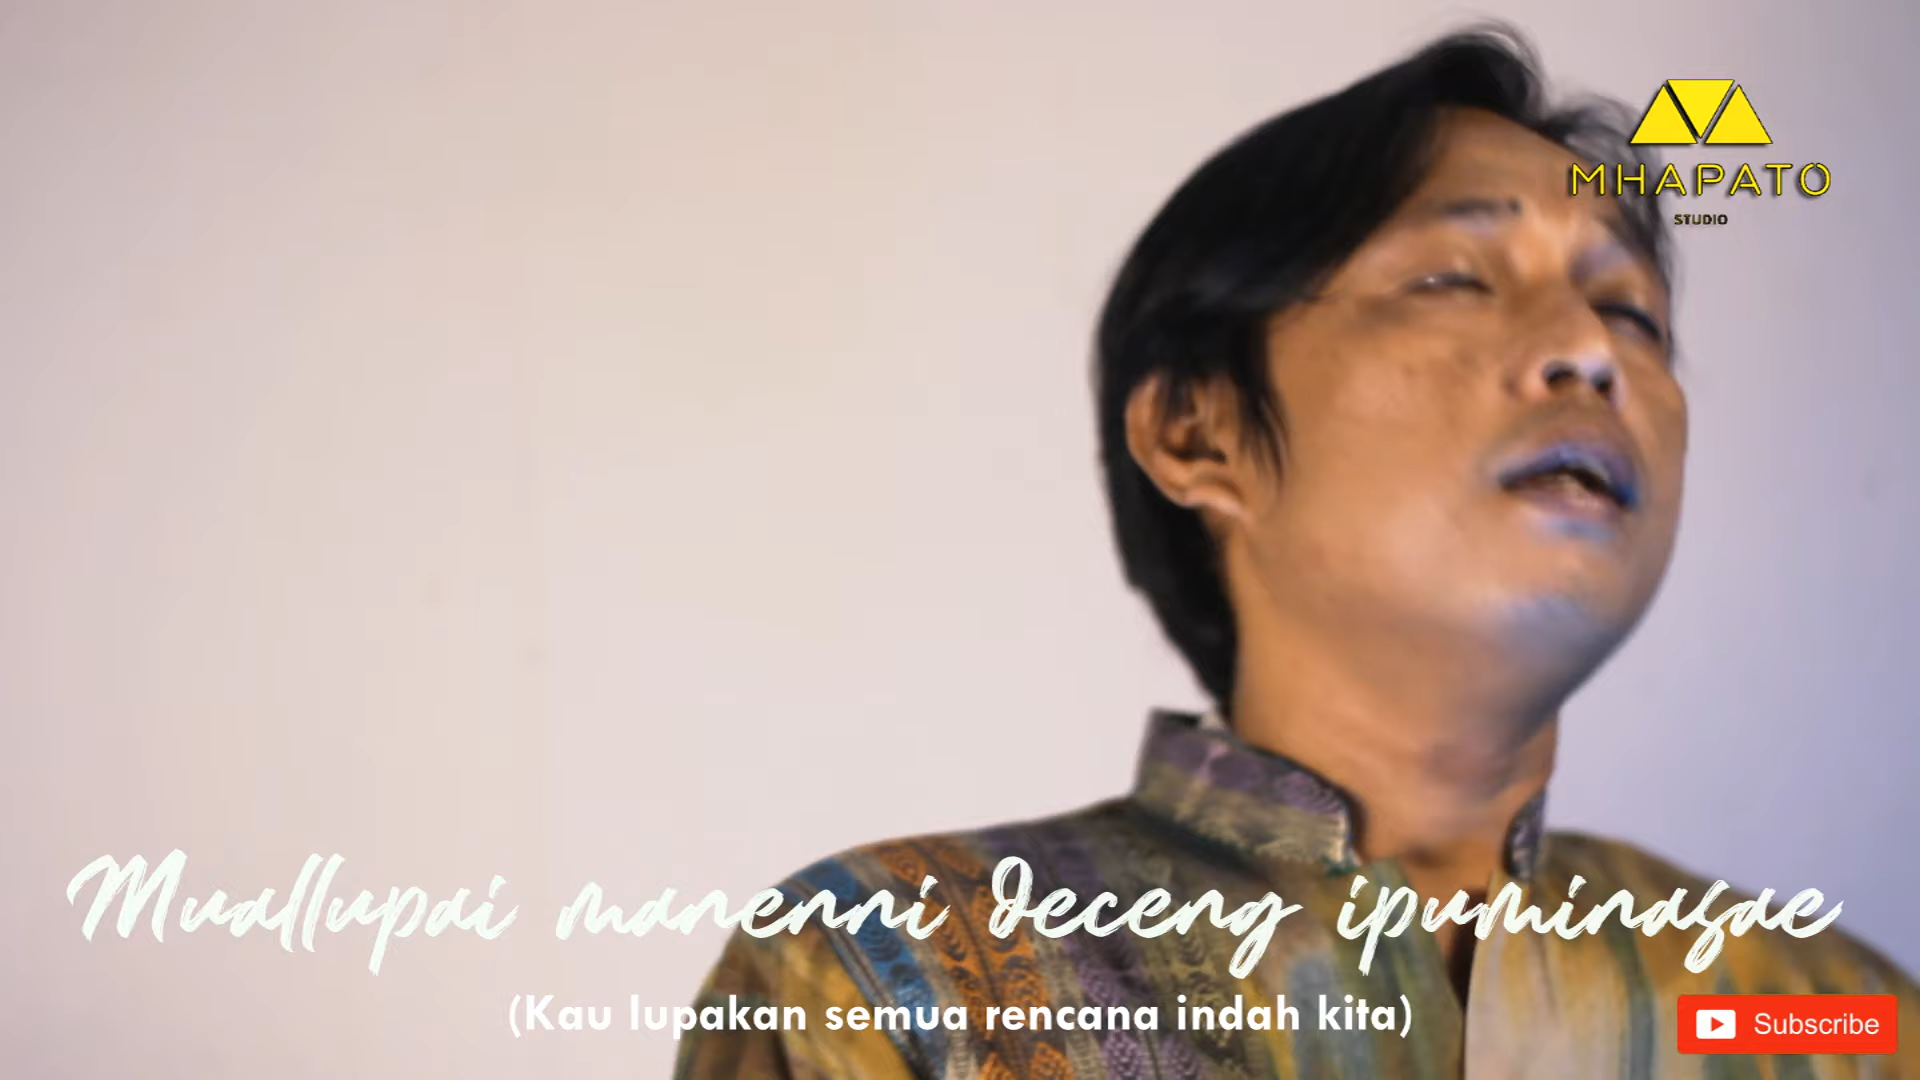 MHAPATO
STUDIO
Muallupai manenni deceng ipuminasae
(Kau lupakan semua rencana indah kita)
Subscribe